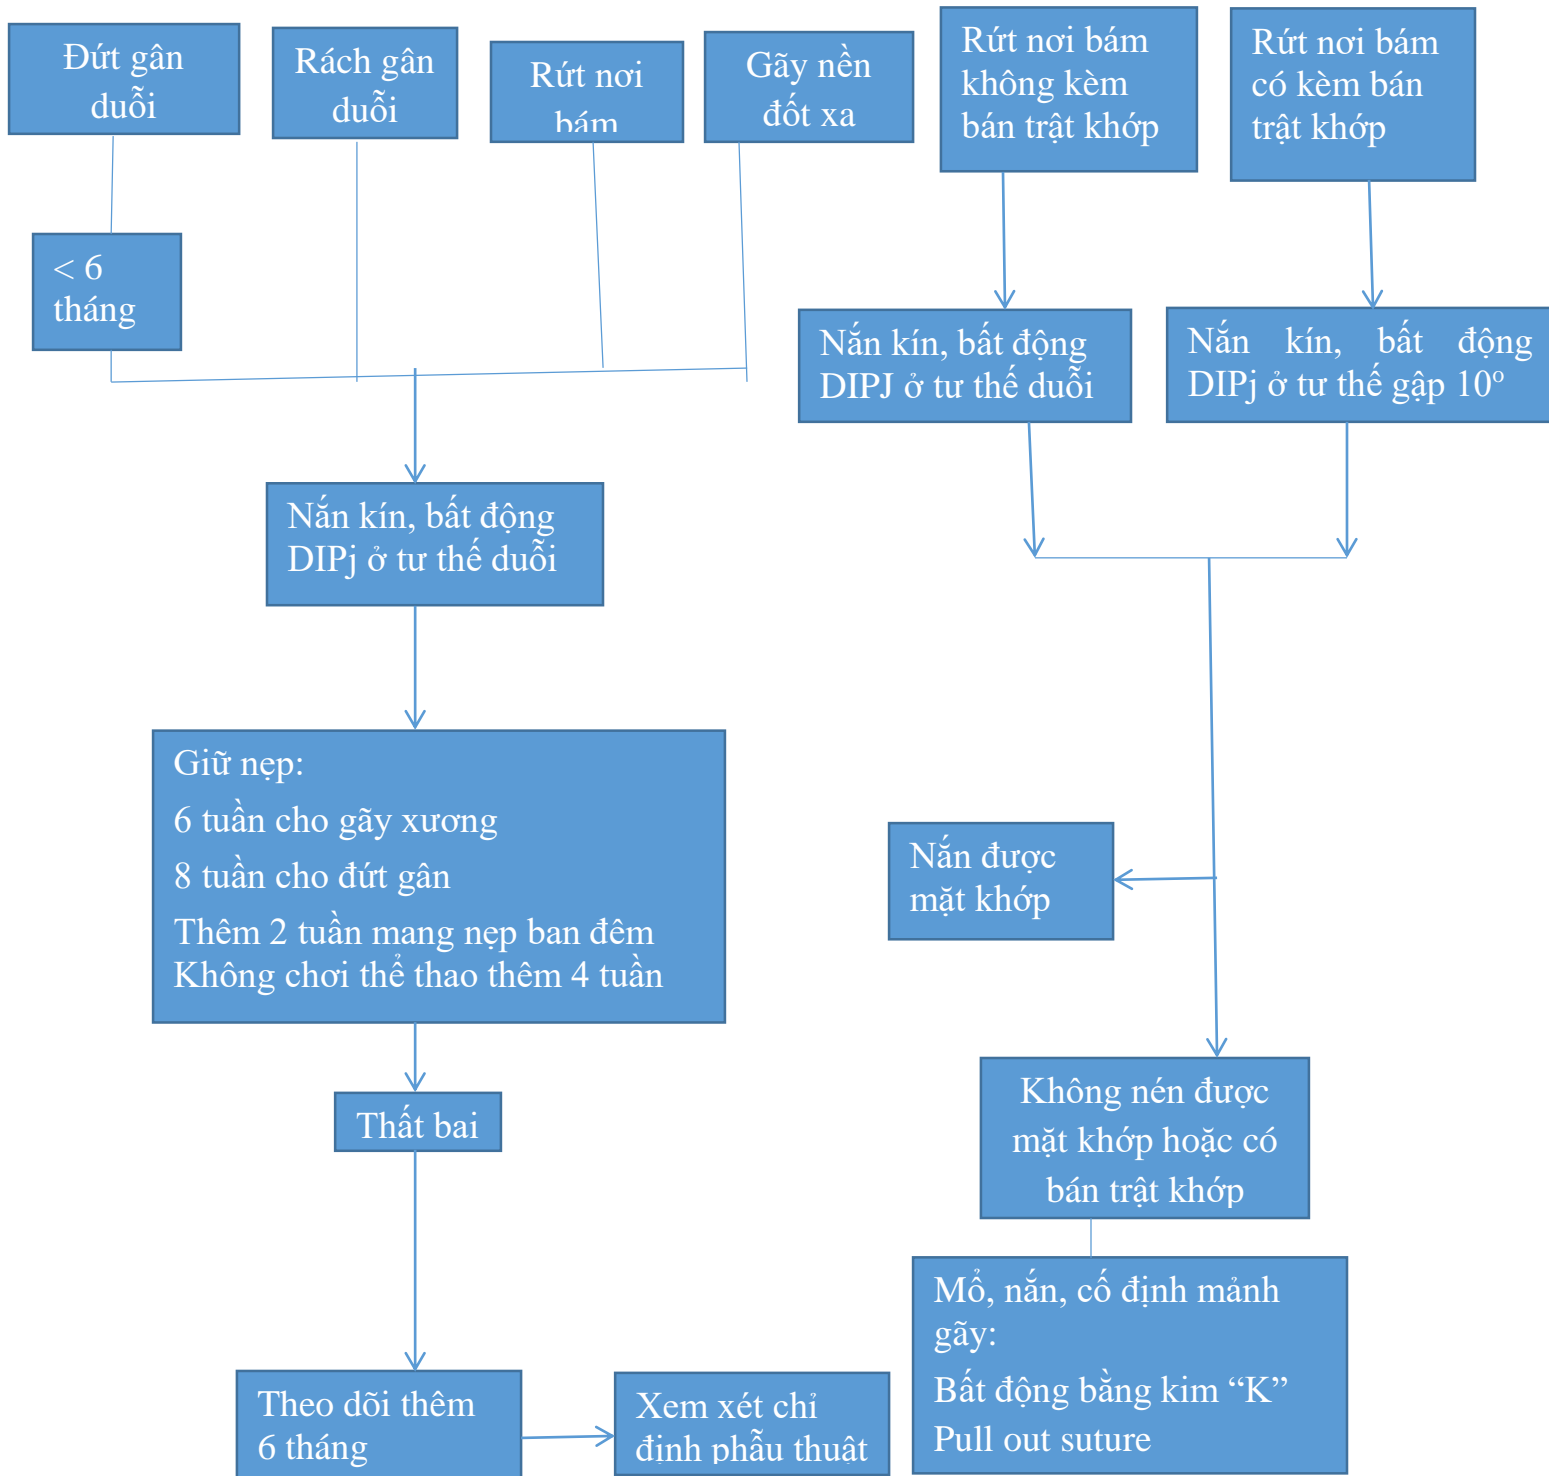 Đứt gân
duỗi
Rách gân
duỗi
Rút nơi
bám
Gãy nền
đốt xa
Rứt nơi bám
không kèm
bán trật khớp
Rứt nơi bám
có kèm bán
trật khớp
< 6
tháng
Nắn kín, bất động
DIPJ ở tư thế duỗi
Nắn kín, bất động
DIPj ở tư thế gập 10º
Nắn kín, bất động
DIPj ở tư thế duỗi
Giữ nẹp:
6 tuần cho gãy xương
8 tuần cho đứt gân
Thêm 2 tuần mang nẹp ban đêm
Không chơi thể thao thêm 4 tuần
Nắn được
mặt khớp
Thất bai
Không nén được
mặt khớp hoặc có
bán trật khớp
Mổ, nắn, cố định mảnh
gãy:
Bất động bằng kim “K”
Pull out suture
Theo dõi thêm
6 tháng
Xem xét chỉ
định phẫu thuật